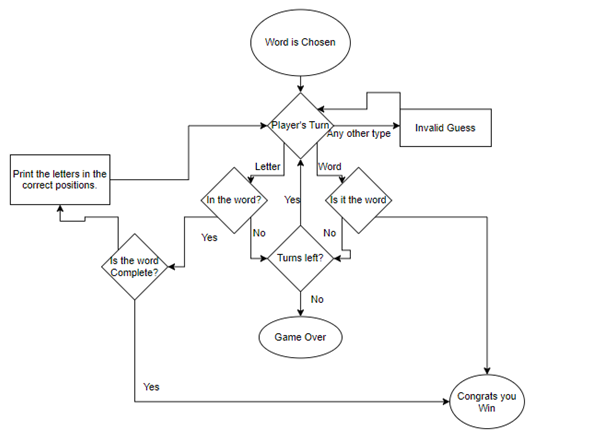 Word is Chosen
Player's Turn
Any other type
Invalid Guess
Print the letters in the
correct positions.
Letter
Word
In the word?
Yes
Is it the word
Yes
No
No
Is the word
Complete?
Turns left?
No
Game Over
Yes
Congrats you
Win